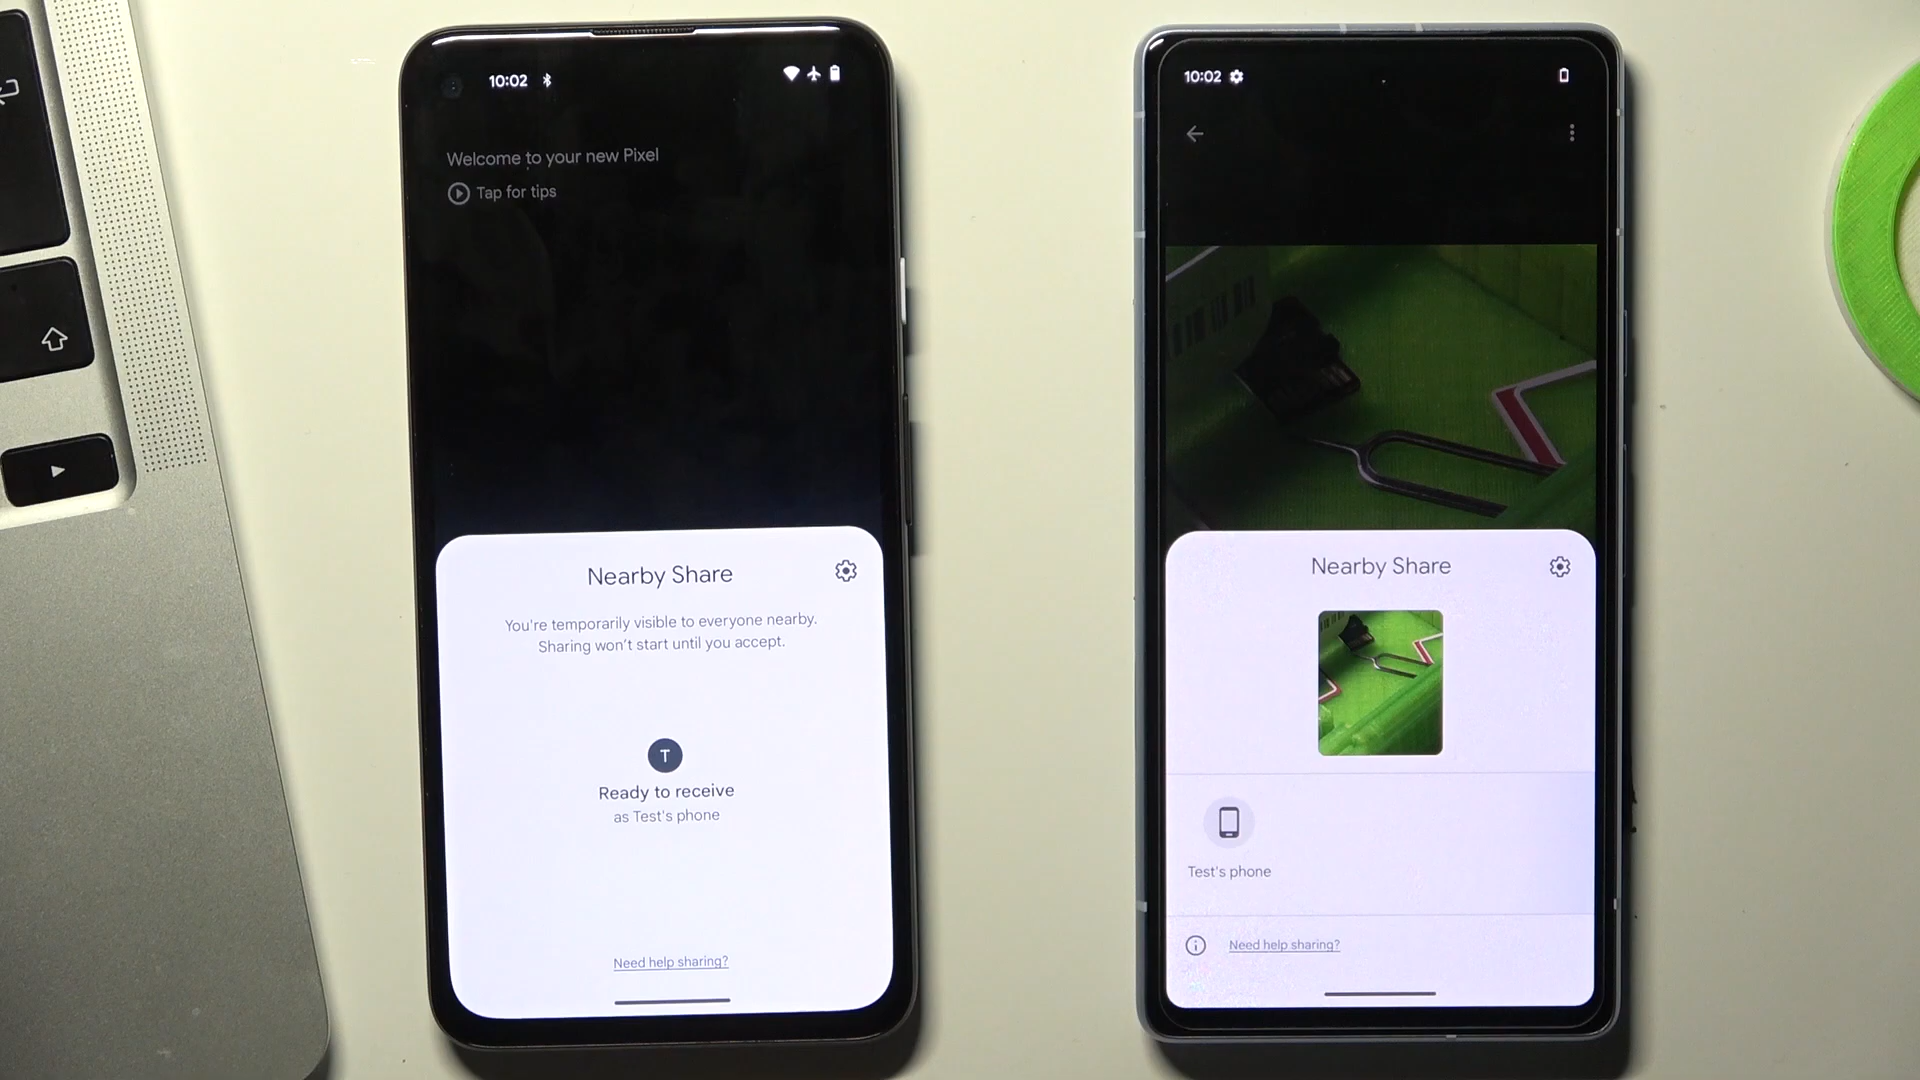 10:02
Welcome to your new Pixel
Tap for tips
Nearby Share
You're temporarily visible to everyone nearby.
Sharing won't start until you accept.
T
Ready to receive
as Test's phone
Need help sharing?
10:02
Nearby Share
Test's phone
Need help sharing?